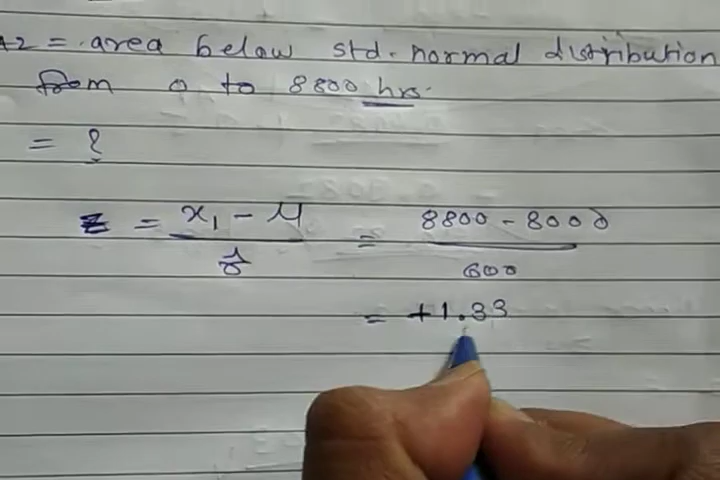 A2 = area below std. normal distribution
from 0 to 8800 hrs.
= ?
z = x₁ - μ / σ = 8800 - 8000 / 600
= +1.33